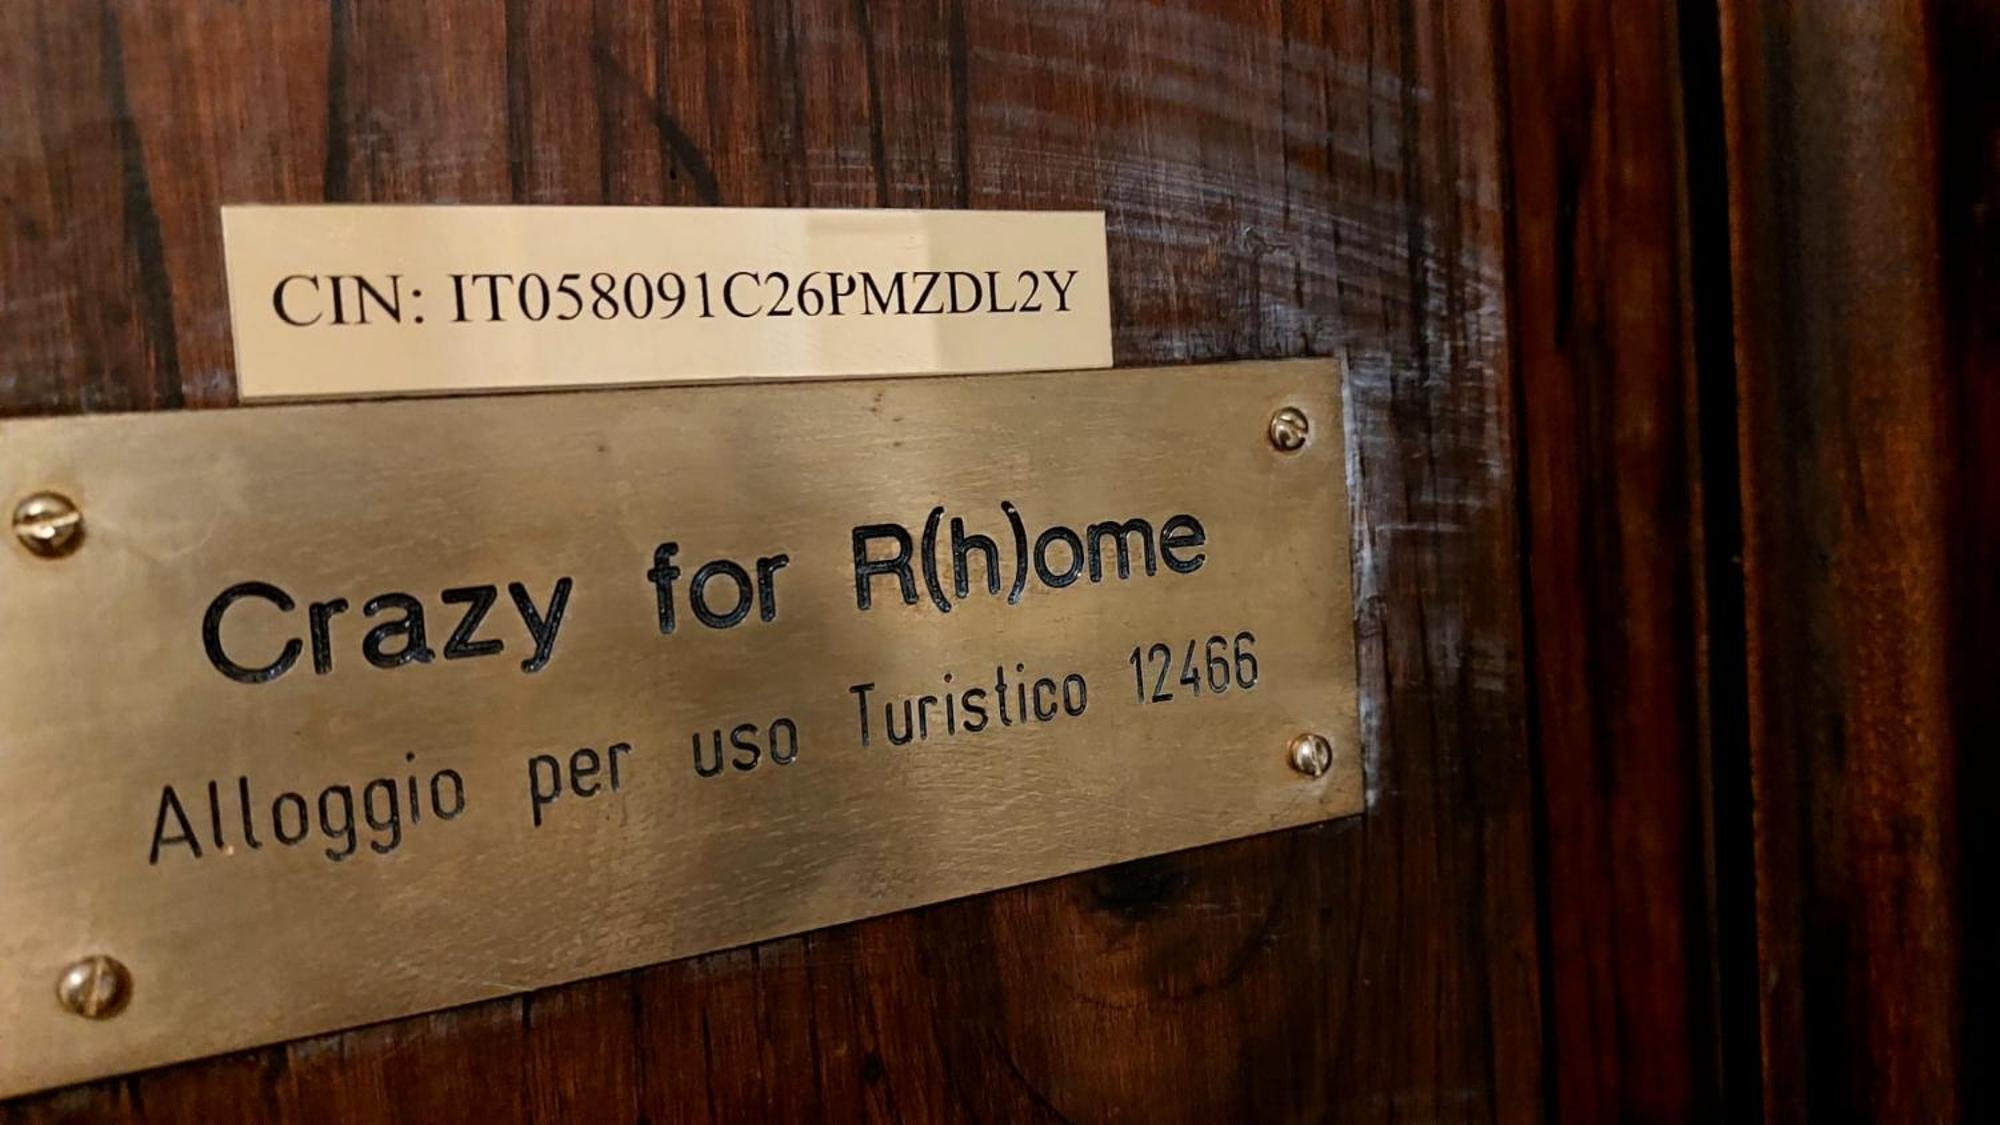 CIN: IT058091C26PMZDL2Y
Crazy for R(h)ome
Alloggio per uso Turistico 12466